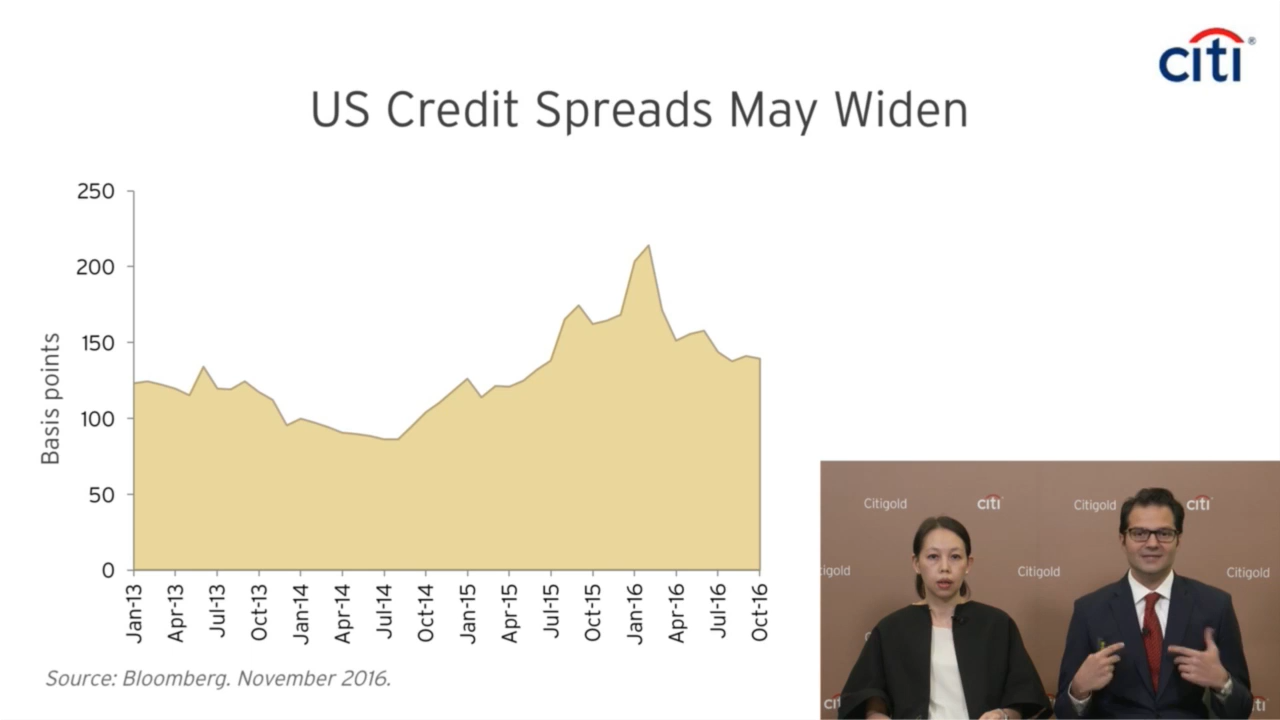 citi®
US Credit Spreads May Widen
250
200
150
100
50
0
Basis points
Jan-13
Apr-13
Jul-13
Oct-13
Jan-14
Apr-14
Jul-14
Oct-14
Jan-15
Apr-15
Jul-15
Oct-15
Jan-16
Apr-16
Jul-16
Oct-16
Source: Bloomberg. November 2016.
Citigold citi Citigold citi
igold Citigold Citigold